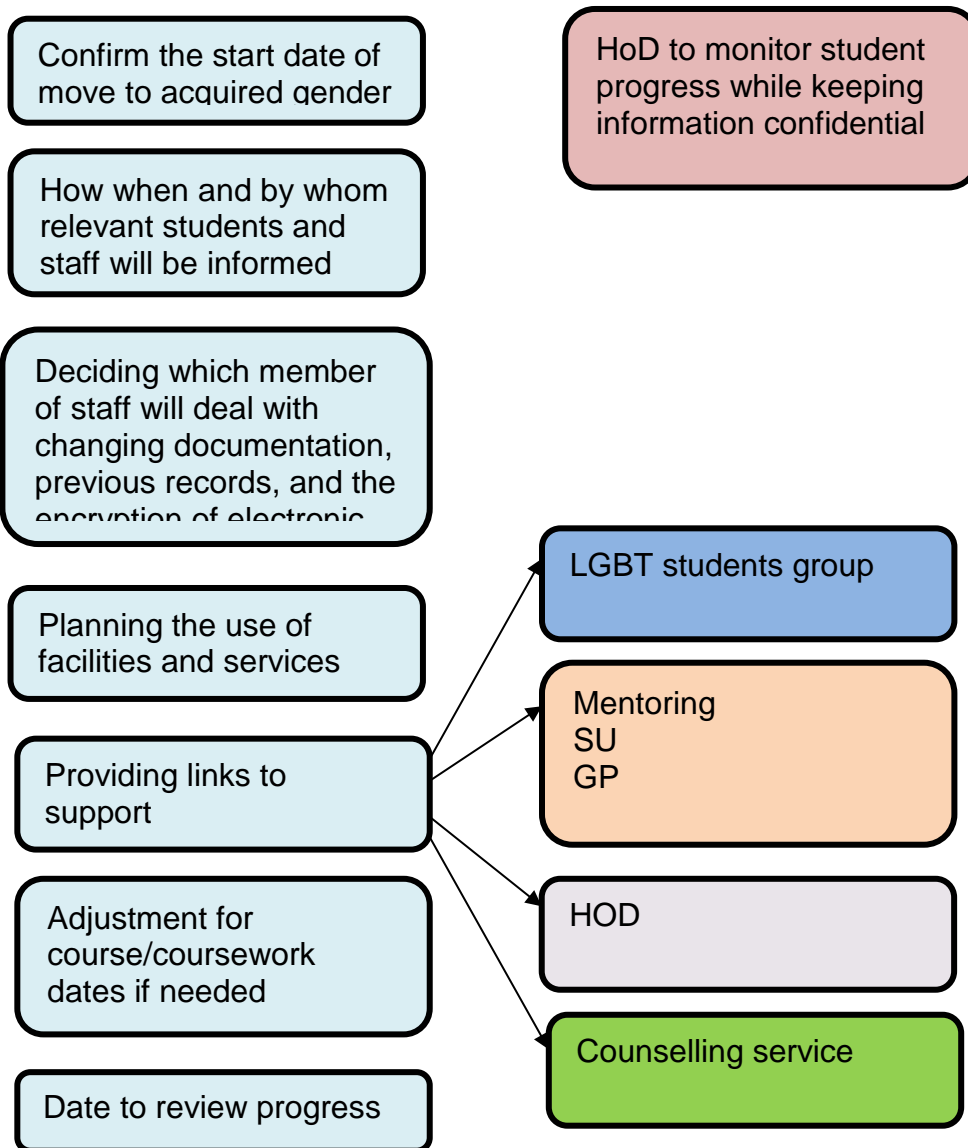 Confirm the start date of
move to acquired gender
How when and by whom
relevant students and
staff will be informed
Deciding which member
of staff will deal with
changing documentation,
previous records, and the
encryption of electronic
Planning the use of
facilities and services
Providing links to
support
Adjustment for
course/coursework
dates if needed
Date to review progress
HoD to monitor student
progress while keeping
information confidential
LGBT students group
Mentoring
SU
GP
HOD
Counselling service